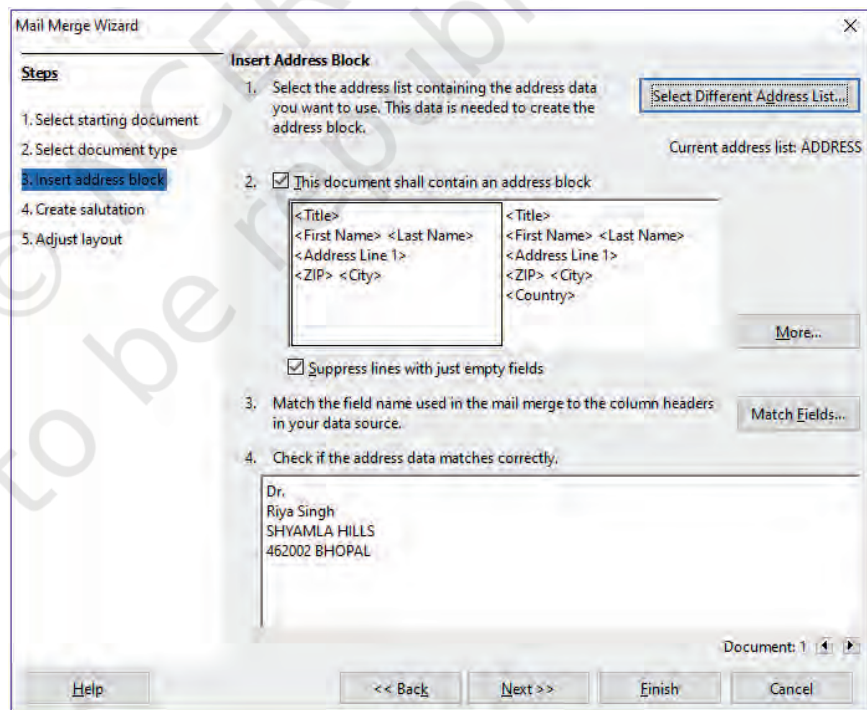 Mail Merge Wizard
Steps
1. Select starting document
2. Select document type
3. Insert address block
4. Create salutation
5. Adjust layout
Insert Address Block
1. Select the address list containing the address data
you want to use. This data is needed to create the
address block.
Select Different Address List...
Current address list: ADDRESS
2. This document shall contain an address block
<Title>
<First Name> <Last Name>
<Address Line 1>
<ZIP> <City>
<Title>
<First Name> <Last Name>
<Address Line 1>
<ZIP> <City>
<Country>
More...
Suppress lines with just empty fields
3. Match the field name used in the mail merge to the column headers
in your data source.
Match Fields...
4. Check if the address data matches correctly.
Dr.
Riya Singh
SHYAMLA HILLS
462002 BHOPAL
Document: 1
Help
<< Back
Next >>
Finish
Cancel
© NCER
to be republi